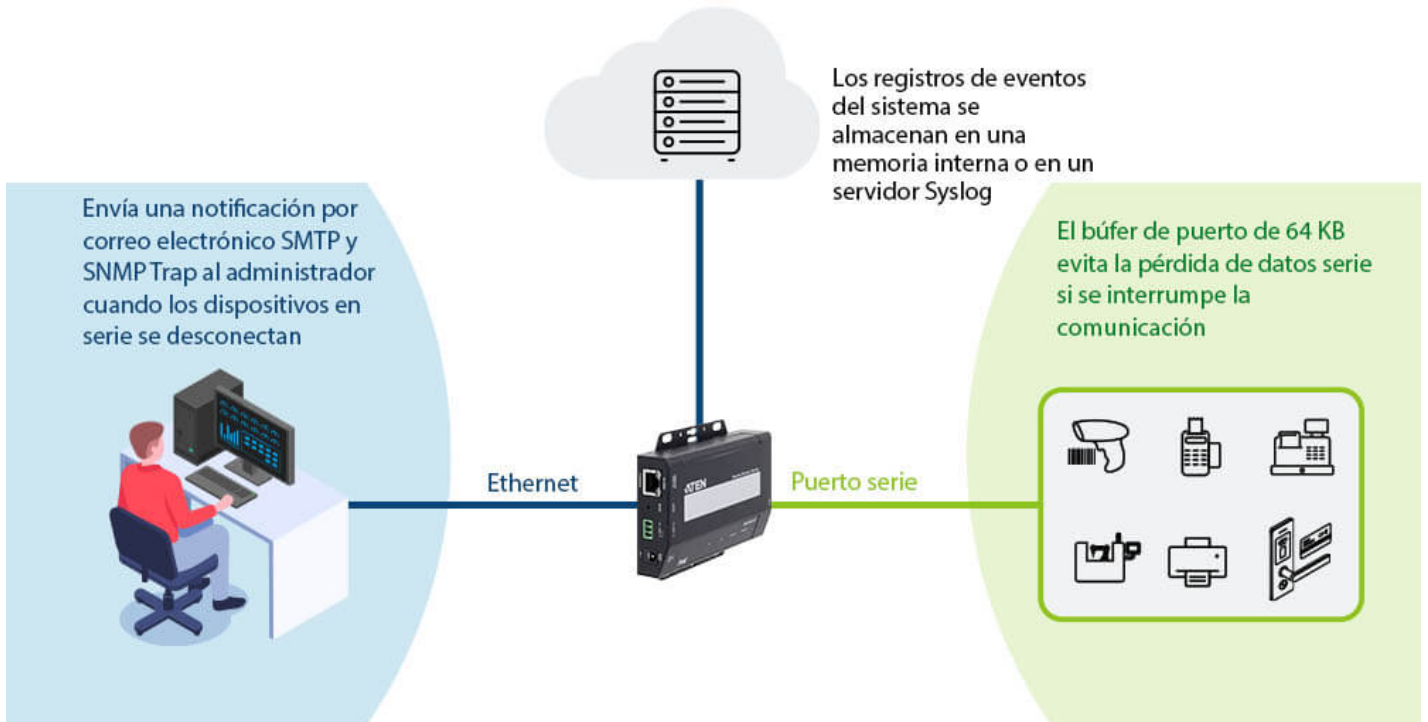 Los registros de eventos
del sistema se
almacenan en una
memoria interna o en un
servidor Syslog
Envía una notificación por
correo electrónico SMTP y
SNMP Trap al administrador
cuando los dispositivos en
serie se desconectan
El búfer de puerto de 64 KB
evita la pérdida de datos serie
si se interrumpe la
comunicación
Ethernet
ATEN
Puerto serie